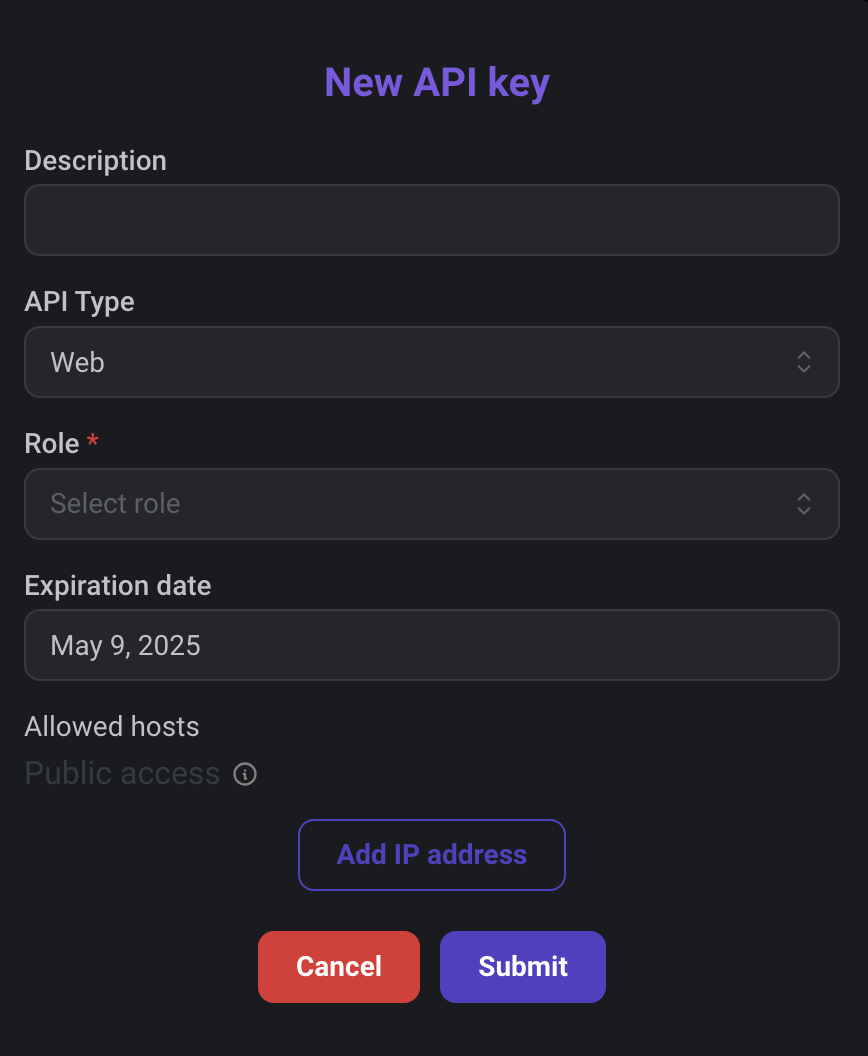 New API key
Description
API Type
Web
Role *
Select role
Expiration date
May 9, 2025
Allowed hosts
Public access
Add IP address
Cancel
Submit